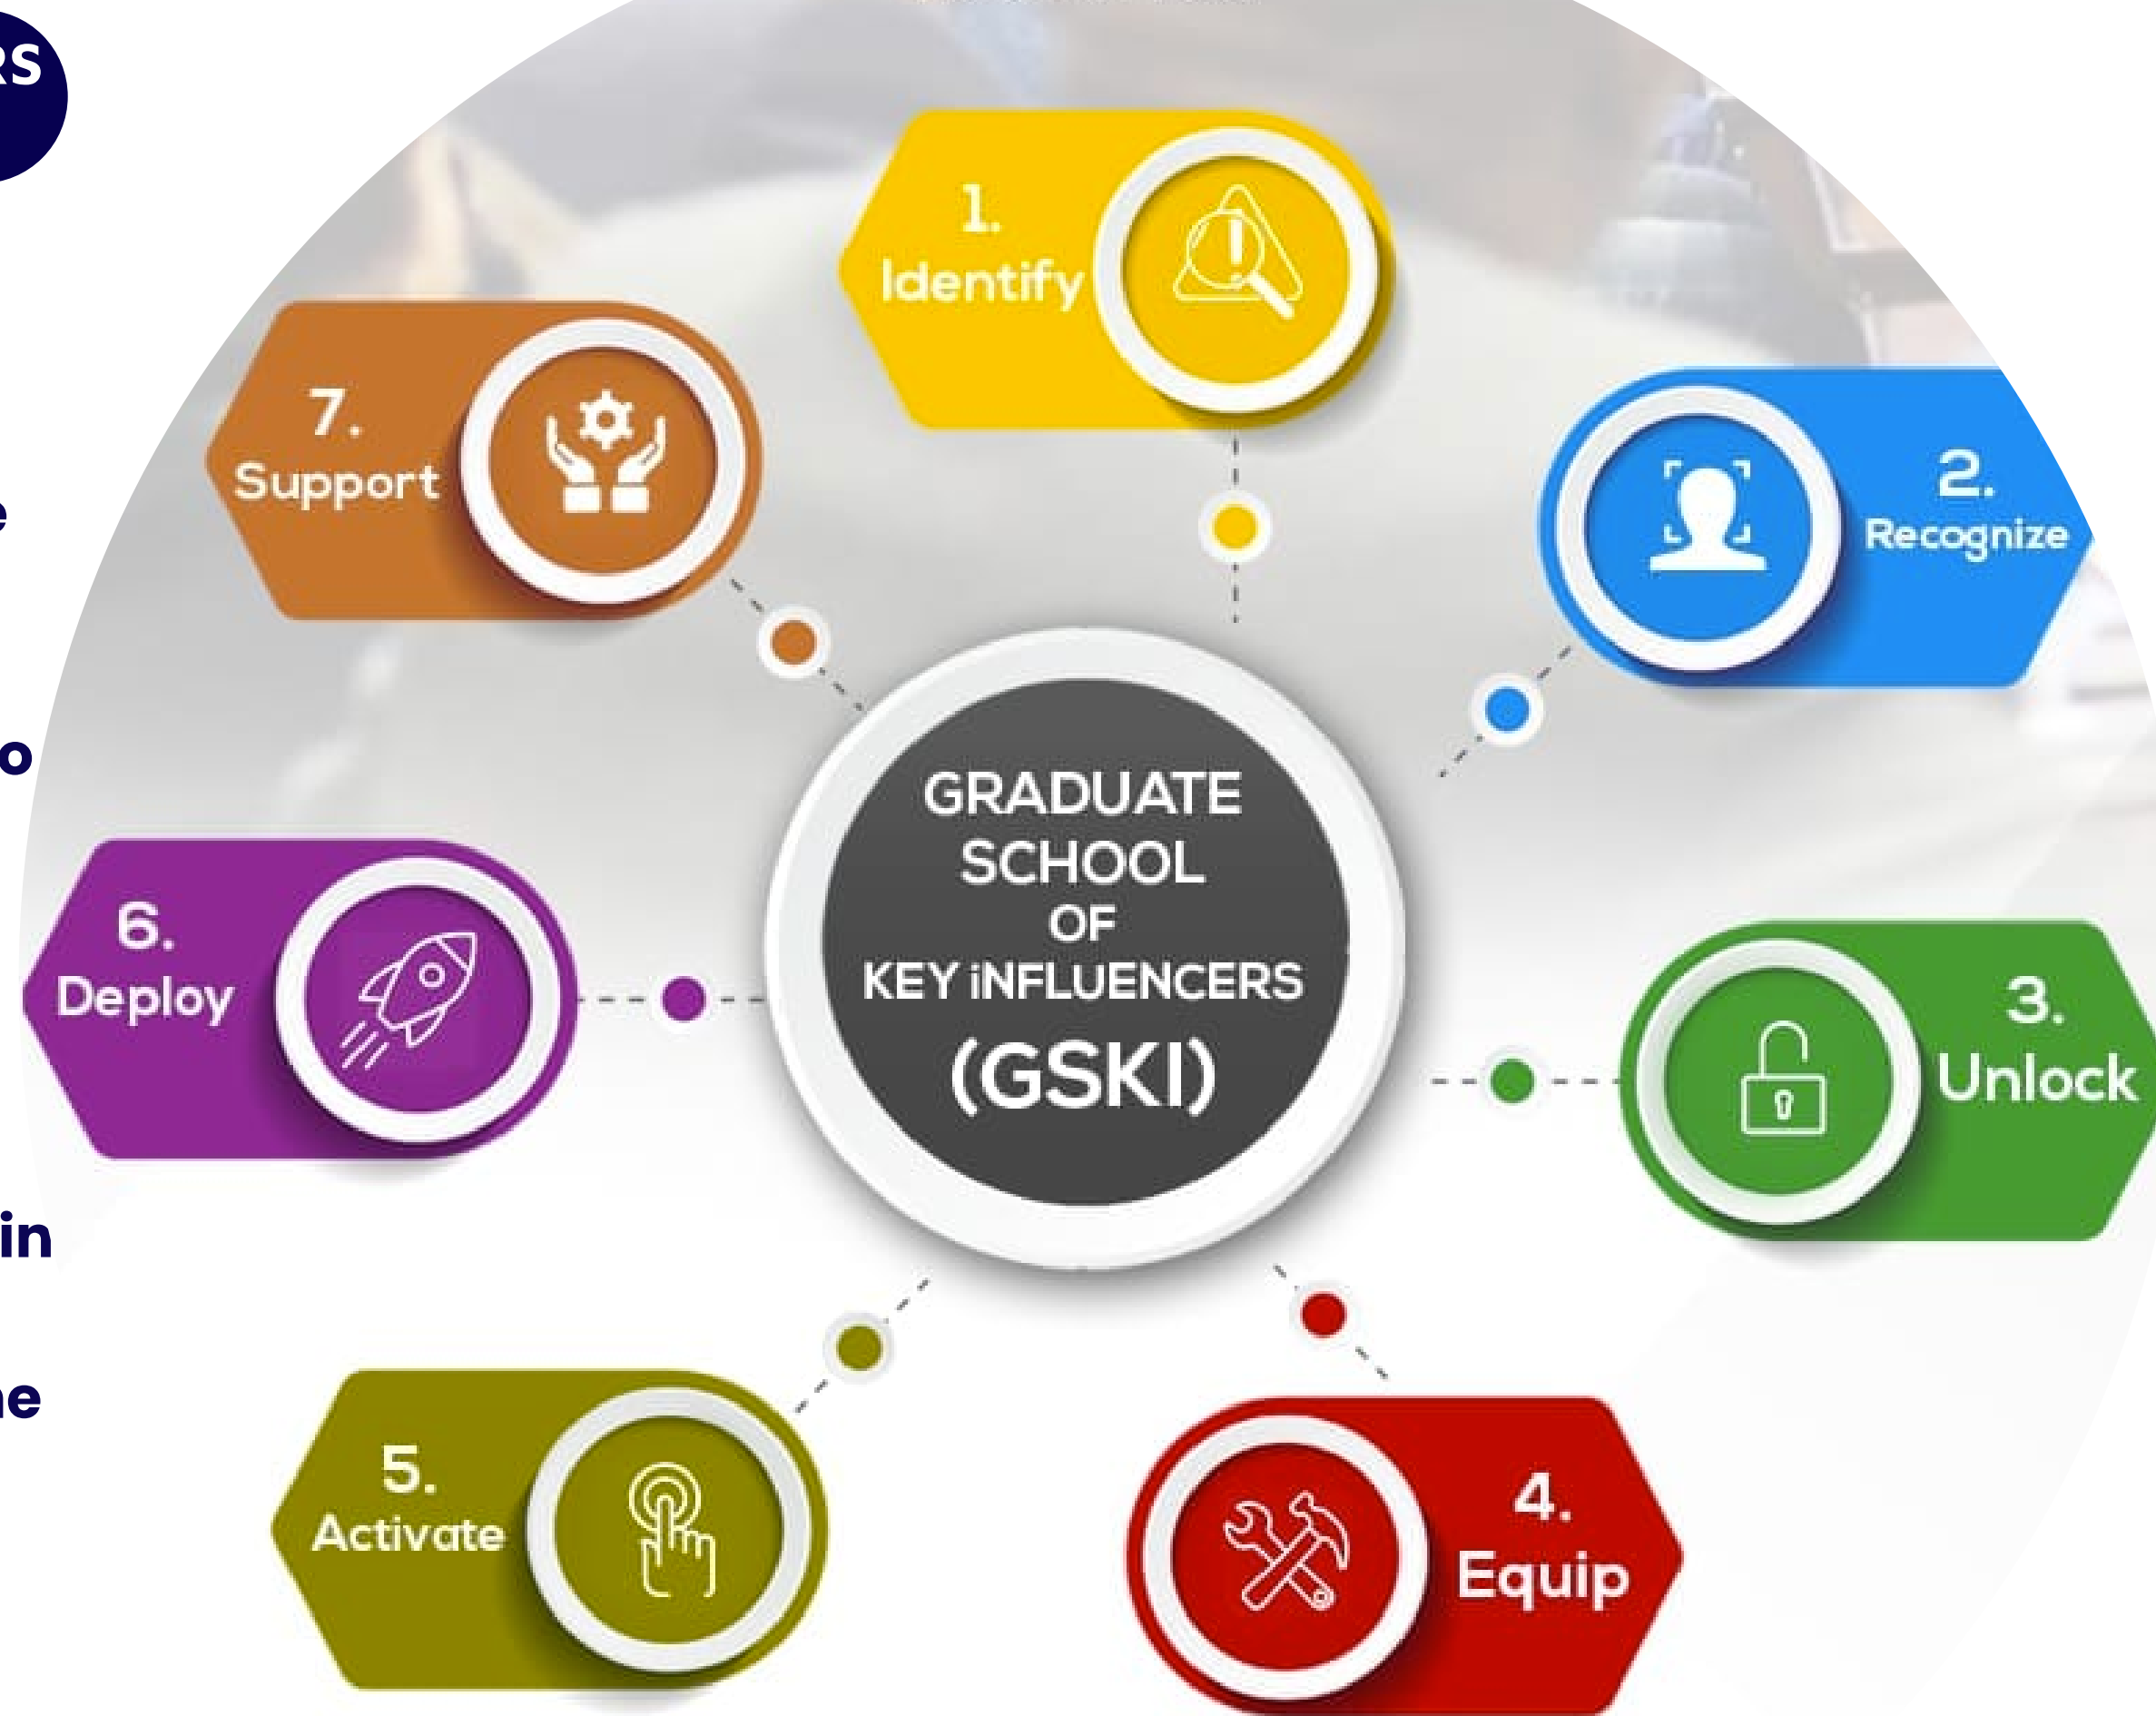 GRADUATE
SCHOOL
OF
KEY iNFLUENCERS
(GSKI)
1.
Identify
2.
Recognize
3.
Unlock
4.
Equip
5.
Activate
6.
Deploy
7.
Support
in